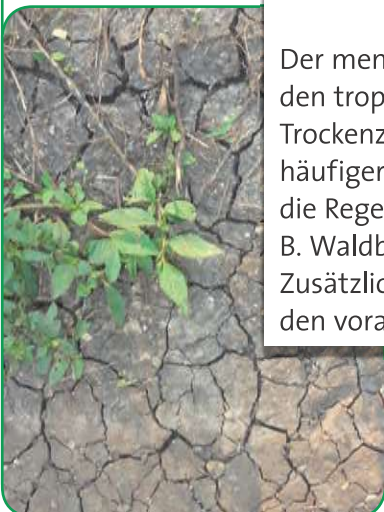 Der men
den trop
Trockenz
häufiger
die Rege
B. Waldb
Zusätzlic
den vora